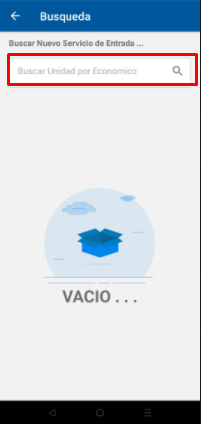 Busqueda
Buscar Nuevo Servicio de Entrada ...
Buscar Unidad por Economico
VACIO . . .